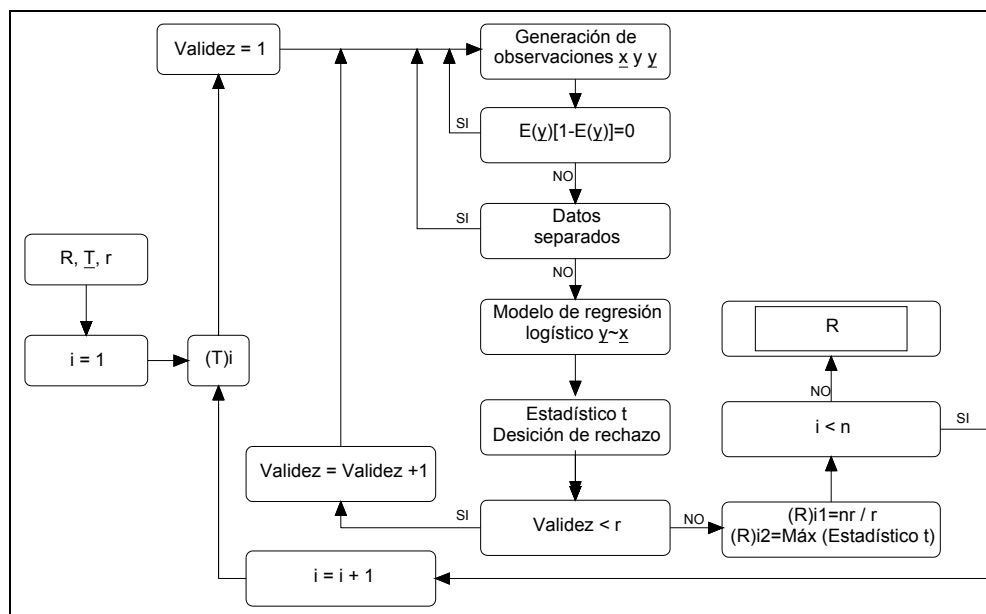 Validez = 1
Generación de
observaciones x y y
SI
E(y)[1-E(y)]=0
NO
SI
Datos
separados
NO
R, T, r
Modelo de regresión
logístico y~x
R
i = 1
(T)i
NO
Estadístico t
Desición de rechazo
i < n
SI
Validez = Validez +1
SI
Validez < r
NO
(R)i1=nr / r
(R)i2=Máx (Estadístico t)
i = i + 1